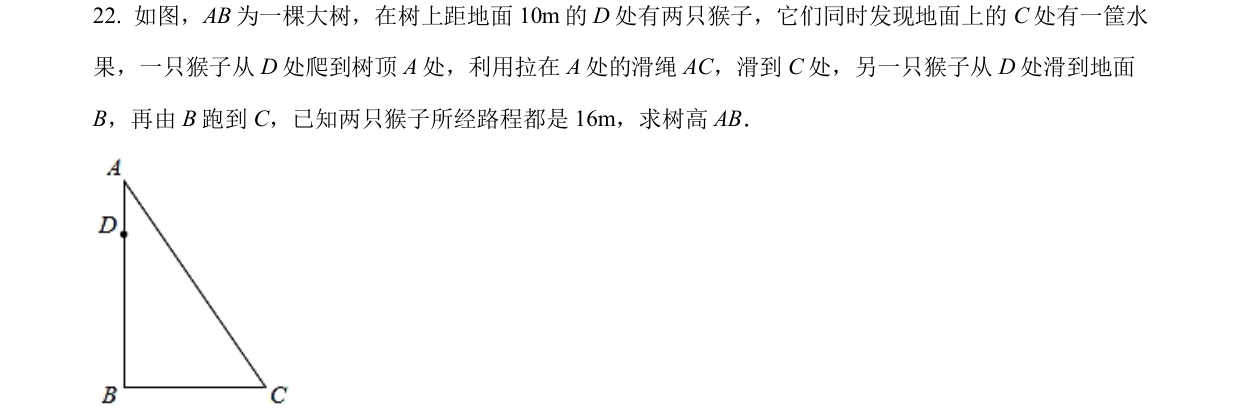 22. 如图，AB 为一棵大树，在树上距地面 10m 的 D 处有两只猴子，它们同时发现地面上的 C 处有一筐水
果，一只猴子从 D 处爬到树顶 A 处，利用拉在 A 处的滑绳 AC，滑到 C 处，另一只猴子从 D 处滑到地面
B，再由 B 跑到 C，已知两只猴子所经路程都是 16m，求树高 AB．
A
D
B
C